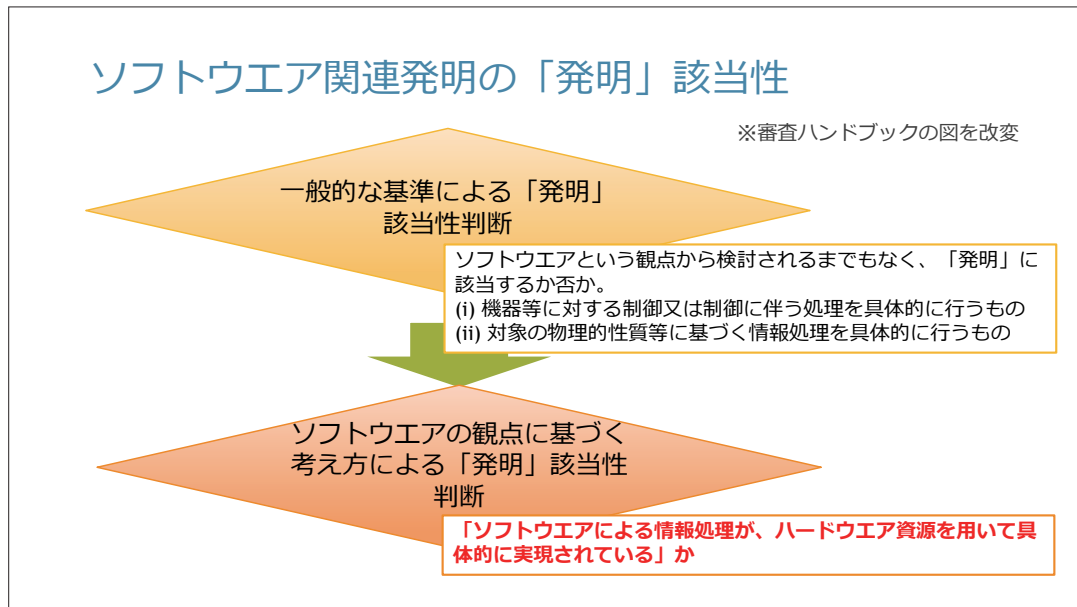 ソフトウエア関連発明の「発明」該当性
※審査ハンドブックの図を改変
一般的な基準による「発明」
該当性判断
ソフトウエアという観点から検討されるまでもなく、「発明」に
該当するか否か。
(i) 機器等に対する制御又は制御に伴う処理を具体的に行うもの
(ii) 対象の物理的性質等に基づく情報処理を具体的に行うもの
ソフトウエアの観点に基づく
考え方による「発明」該当性
判断
「ソフトウエアによる情報処理が、ハードウエア資源を用いて具
体的に実現されている」か